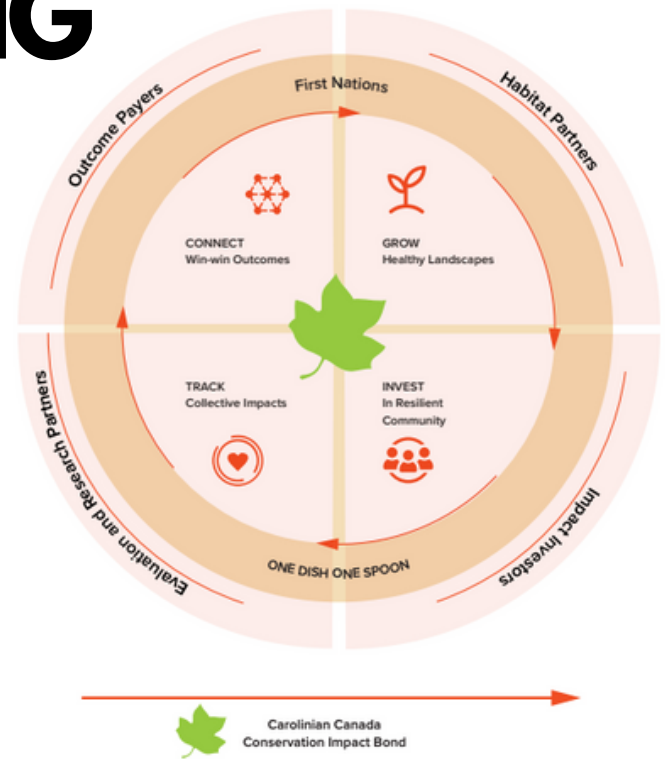 NG
First Nations
Outcome Payers
Habitat Partners
CONNECT
Win-win Outcomes
GROW
Healthy Landscapes
TRACK
Collective Impacts
INVEST
In Resilient
Community
Evaluation and Research Partners
Impact Investors
ONE DISH ONE SPOON
Carolinian Canada
Conservation Impact Bond